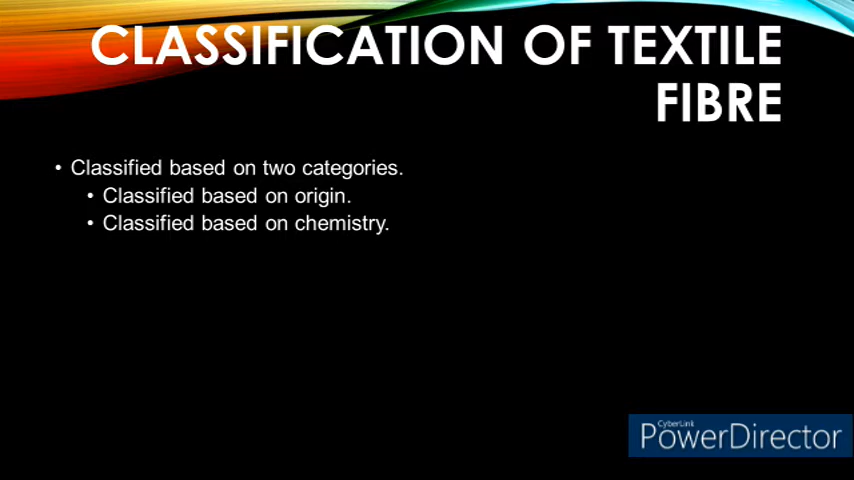 CLASSIFICATION OF TEXTILE
FIBRE
• Classified based on two categories.
• Classified based on origin.
• Classified based on chemistry.
CyberLink
PowerDirector